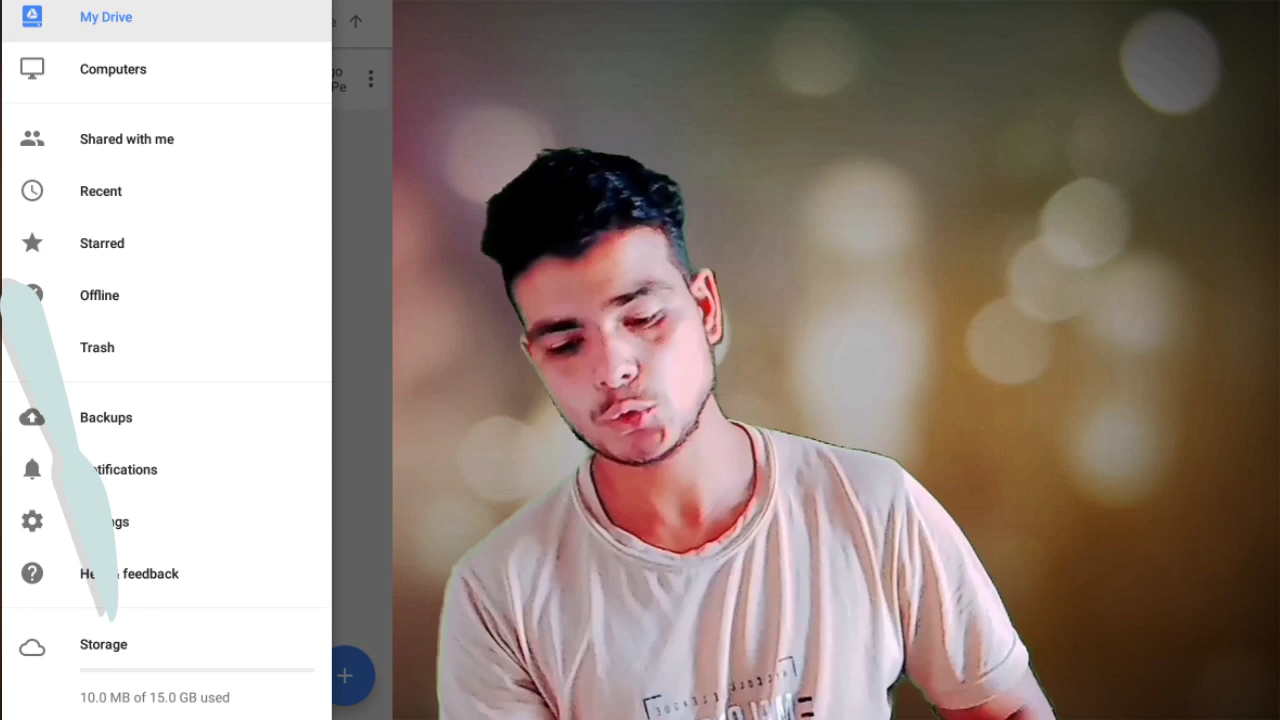 My Drive
Computers
Shared with me
Recent
Starred
Offline
Trash
Backups
Storage
10.0 MB of 15.0 GB used
feedback